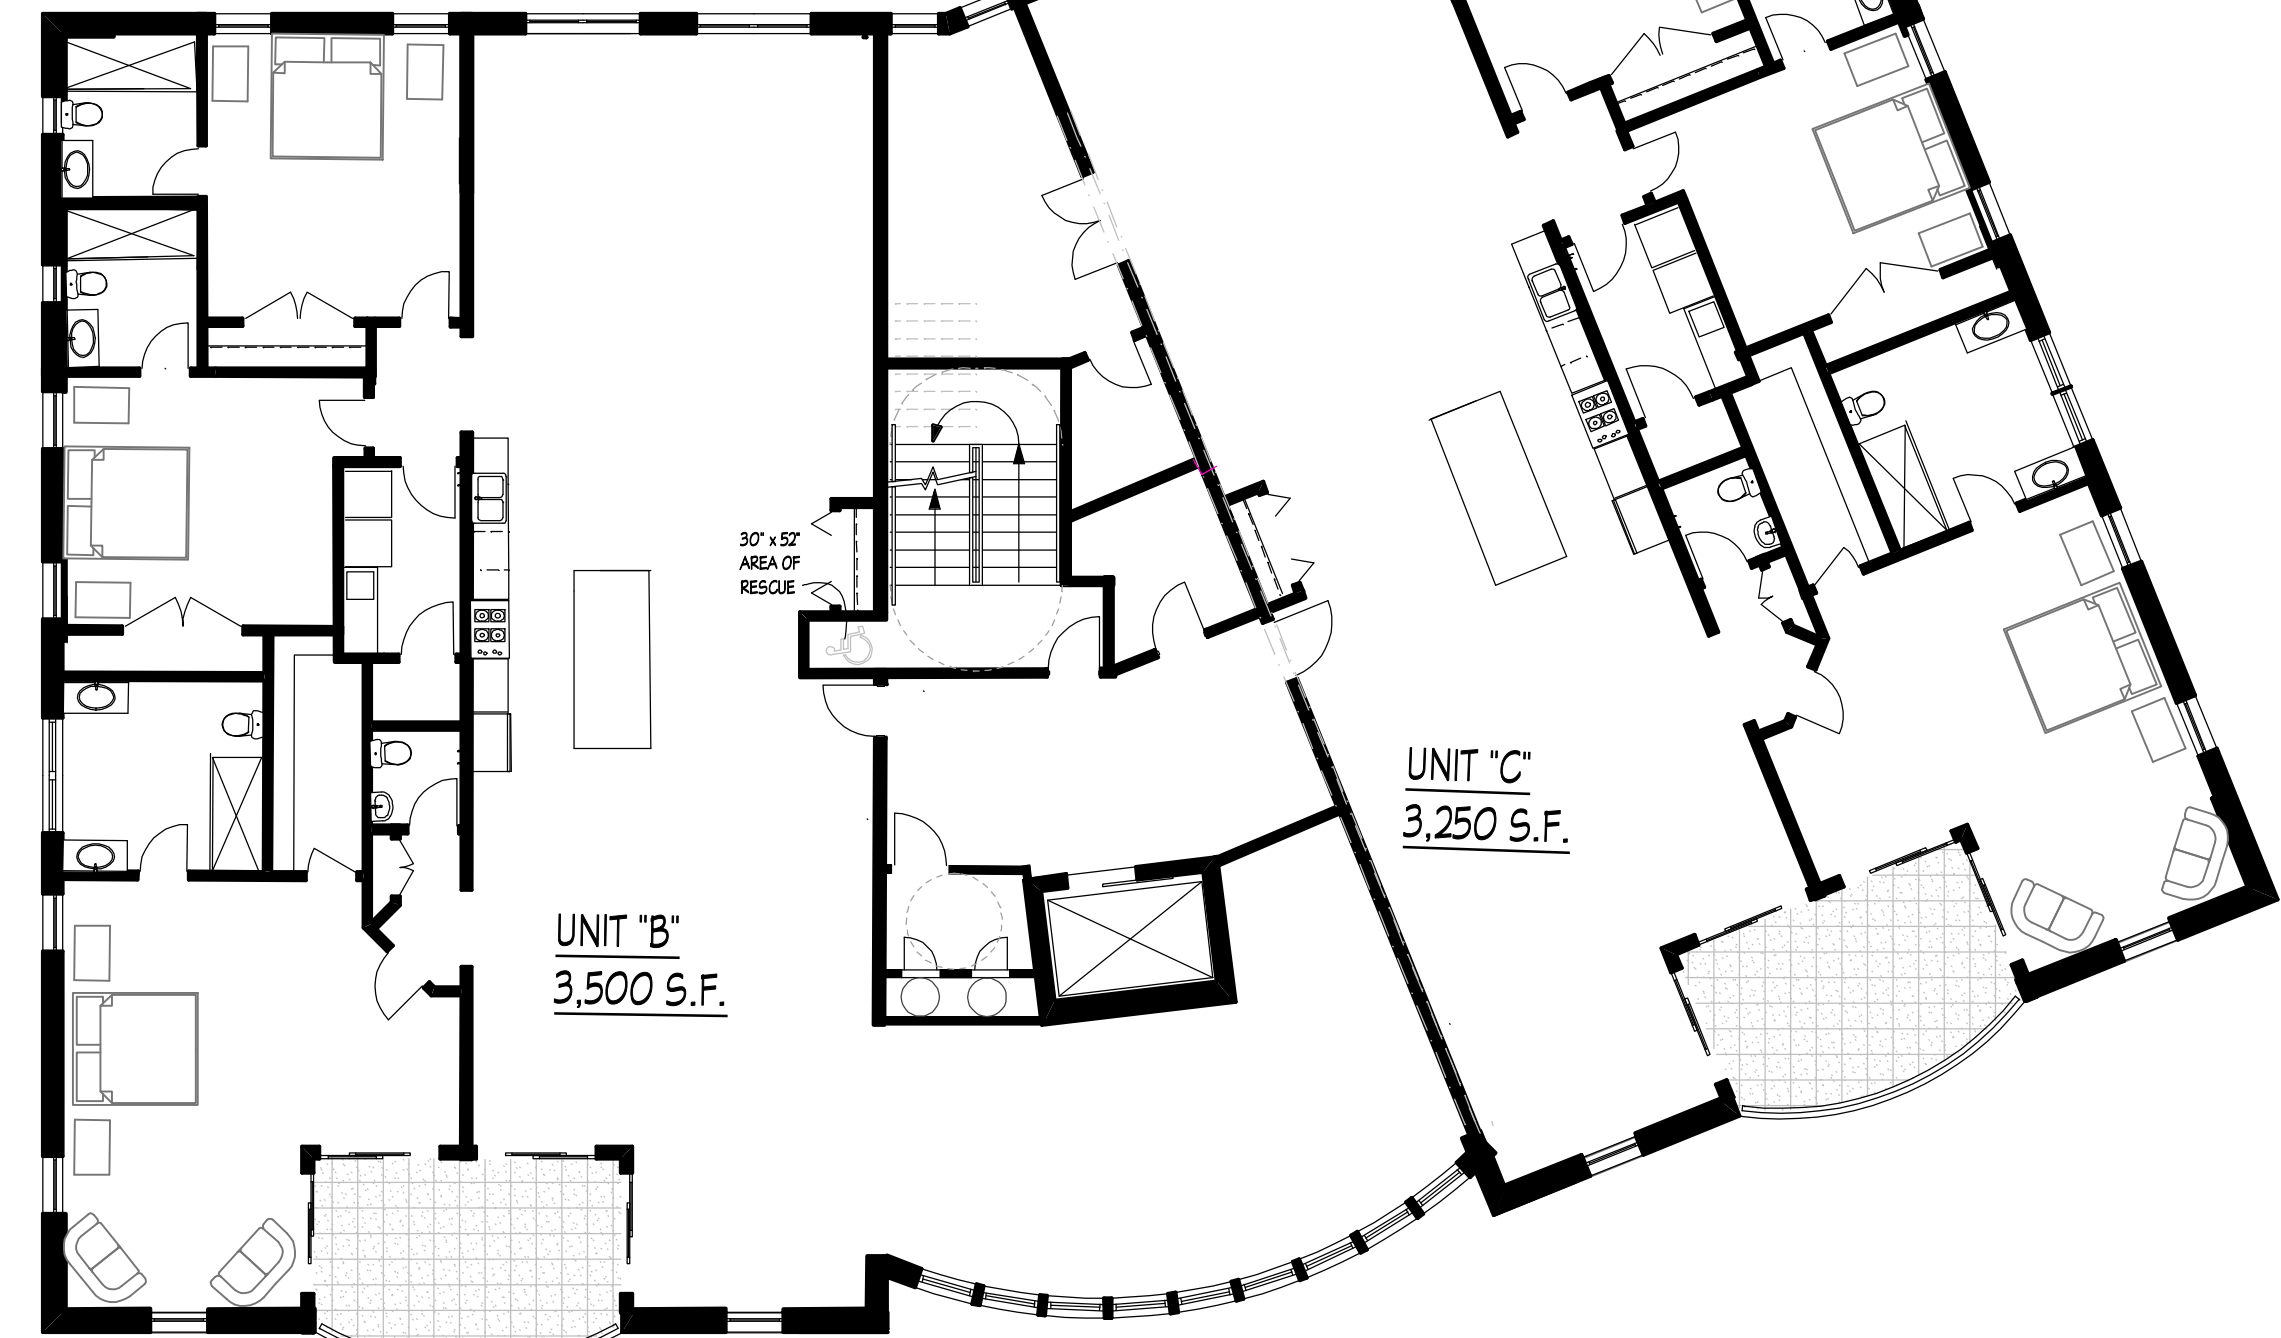 30" x 52"
AREA OF
RESCUE
UNIT "C"
3,250 S.F.
UNIT "B"
3,500 S.F.